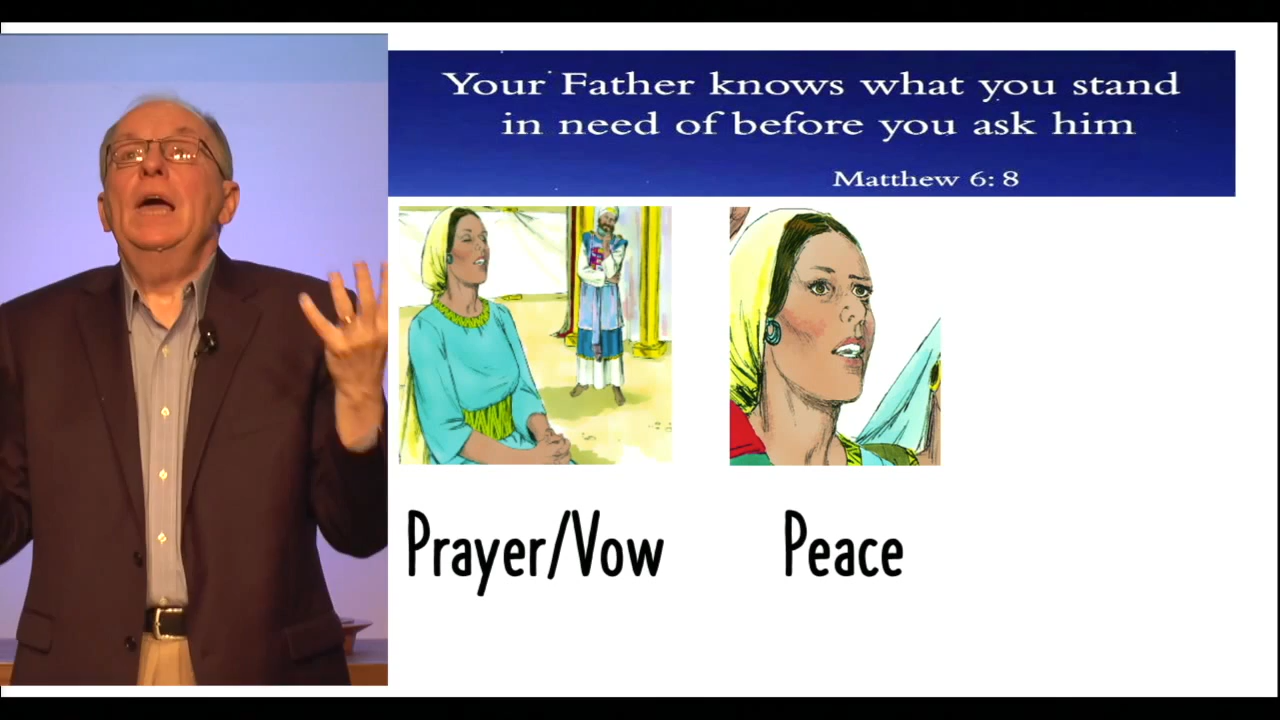 Your Father knows what you stand
in need of before you ask him
Matthew 6: 8
Prayer/Vow
Peace